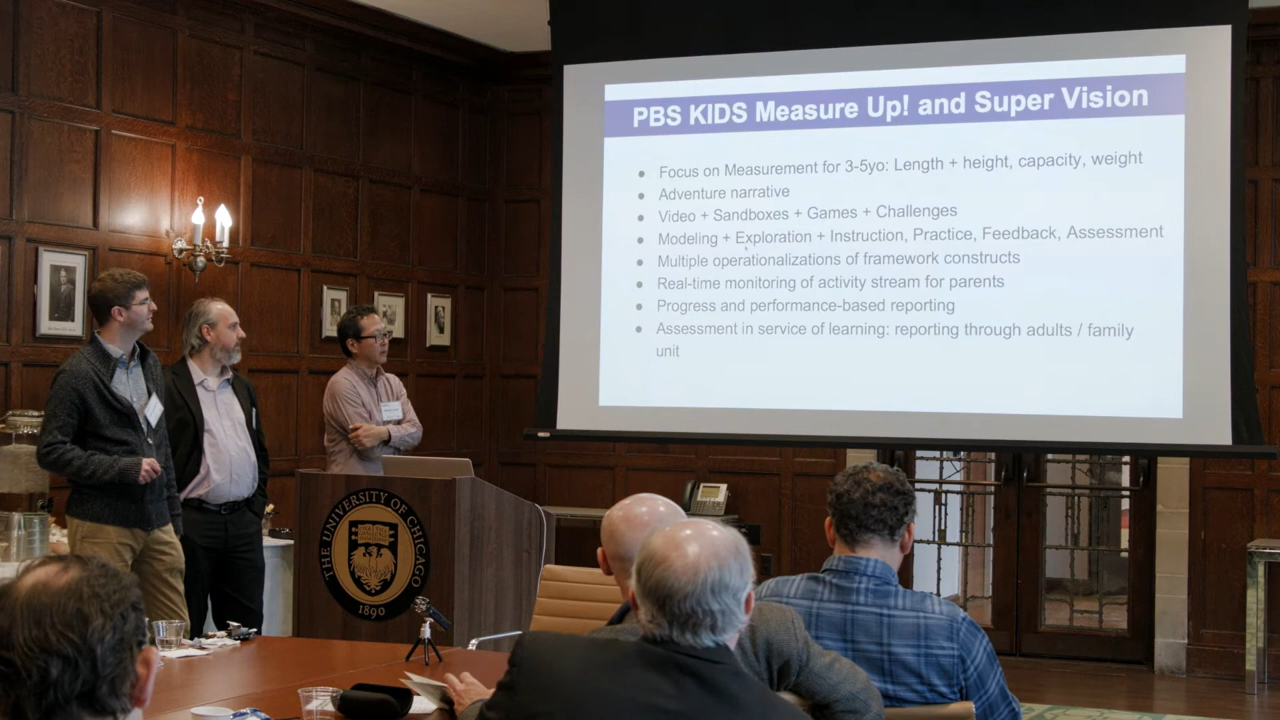 PBS KIDS Measure Up! and Super Vision
● Focus on Measurement for 3-5yo: Length + height, capacity, weight
● Adventure narrative
● Video + Sandboxes + Games + Challenges
● Modeling + Exploration + Instruction, Practice, Feedback, Assessment
● Multiple operationalizations of framework constructs
● Real-time monitoring of activity stream for parents
● Progress and performance-based reporting
● Assessment in service of learning: reporting through adults / family
unit
THE UNIVERSITY OF CHICAGO
1890